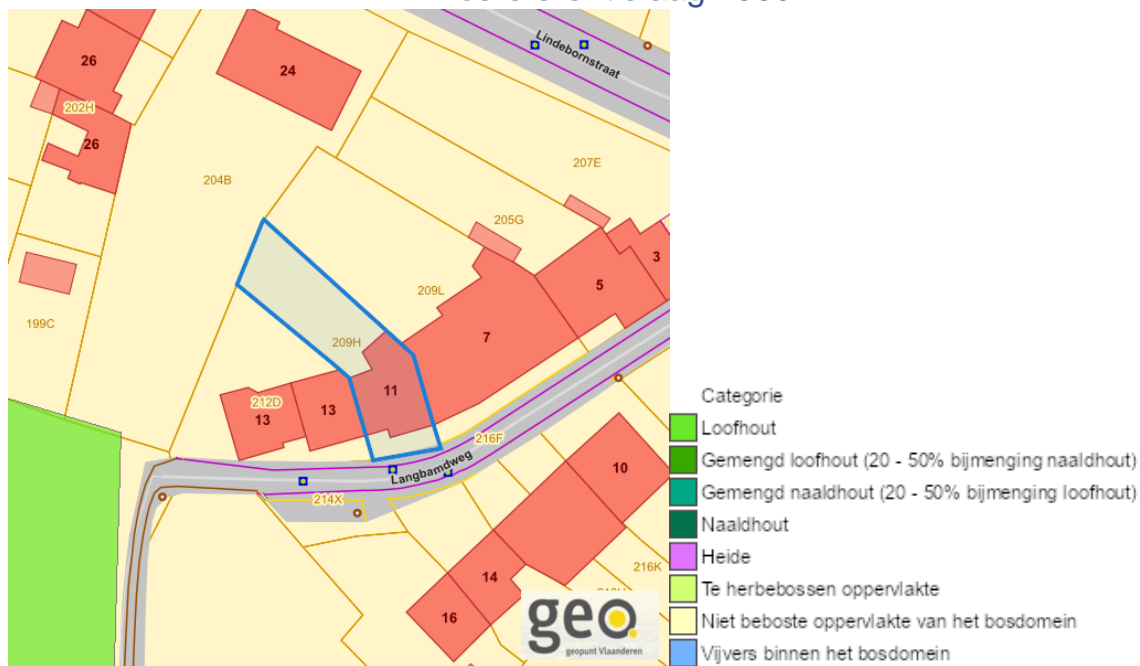 Lindebornstraat
26
24
202H
26
204B
207E
205G
3
5
209L
199C
7
209H
11
212D
13
13
216F
Langbamdweg
10
214X
14
216K
16
geo.
geopunt Vlaanderen
Categorie
Loofhout
Gemengd loofhout (20 - 50% bijmenging naaldhout)
Gemengd naaldhout (20 - 50% bijmenging loofhout)
Naaldhout
Heide
Te herbebossen oppervlakte
Niet beboste oppervlakte van het bosdomein
Vijvers binnen het bosdomein